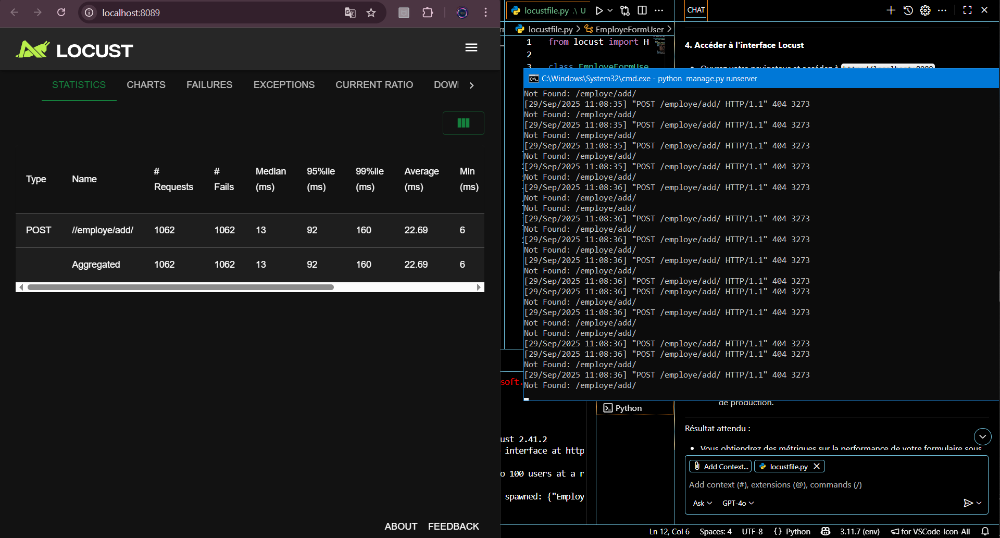 localhost:8089
LOCUST
STATISTICS CHARTS FAILURES EXCEPTIONS CURRENT RATIO
Type Name # Requests # Fails Median (ms) 95%ile (ms) 99%ile (ms) Average (ms) Min (ms)
POST //employe/add/ 1062 1062 13 92 160 22.69 6
Aggregated 1062 1062 13 92 160 22.69 6
ABOUT FEEDBACK
locustfile.py .\ U
locustfile.py > EmployeFormUser >
1 from locust import H
2
3 class EmployeFormUse
C:\Windows\System32\cmd.exe - python manage.py runserver
Not Found: /employe/add/
[29/Sep/2025 11:08:35] "POST /employe/add/ HTTP/1.1" 404 3273
Not Found: /employe/add/
[29/Sep/2025 11:08:35] "POST /employe/add/ HTTP/1.1" 404 3273
Not Found: /employe/add/
[29/Sep/2025 11:08:35] "POST /employe/add/ HTTP/1.1" 404 3273
Not Found: /employe/add/
[29/Sep/2025 11:08:35] "POST /employe/add/ HTTP/1.1" 404 3273
Not Found: /employe/add/
[29/Sep/2025 11:08:36] "POST /employe/add/ HTTP/1.1" 404 3273
Not Found: /employe/add/
Not Found: /employe/add/
[29/Sep/2025 11:08:36] "POST /employe/add/ HTTP/1.1" 404 3273
Not Found: /employe/add/
[29/Sep/2025 11:08:36] "POST /employe/add/ HTTP/1.1" 404 3273
Not Found: /employe/add/
[29/Sep/2025 11:08:36] "POST /employe/add/ HTTP/1.1" 404 3273
Not Found: /employe/add/
[29/Sep/2025 11:08:36] "POST /employe/add/ HTTP/1.1" 404 3273
[29/Sep/2025 11:08:36] "POST /employe/add/ HTTP/1.1" 404 3273
Not Found: /employe/add/
[29/Sep/2025 11:08:36] "POST /employe/add/ HTTP/1.1" 404 3273
Not Found: /employe/add/
Not Found: /employe/add/
[29/Sep/2025 11:08:36] "POST /employe/add/ HTTP/1.1" 404 3273
[29/Sep/2025 11:08:36] "POST /employe/add/ HTTP/1.1" 404 3273
Not Found: /employe/add/
[29/Sep/2025 11:08:36] "POST /employe/add/ HTTP/1.1" 404 3273
Not Found: /employe/add/
soft.
ust 2.41.2
interface at http
o 100 users at a r
spawned: {"Employ
Python
CHAT
4. Accéder à l'interface Locust
Ouvrez votre navigateur et accédez à http://localhost:8089
de production.
Résultat attendu :
Vous obtiendrez des métriques sur la performance de votre formulaire sous
Add Context... locustfile.py
Add context (#), extensions (@), commands (/)
Ask GPT-4o
Ln 12, Col 6 Spaces: 4 UTF-8 {} Python 3.11.7 (env) for VSCode-Icon-All